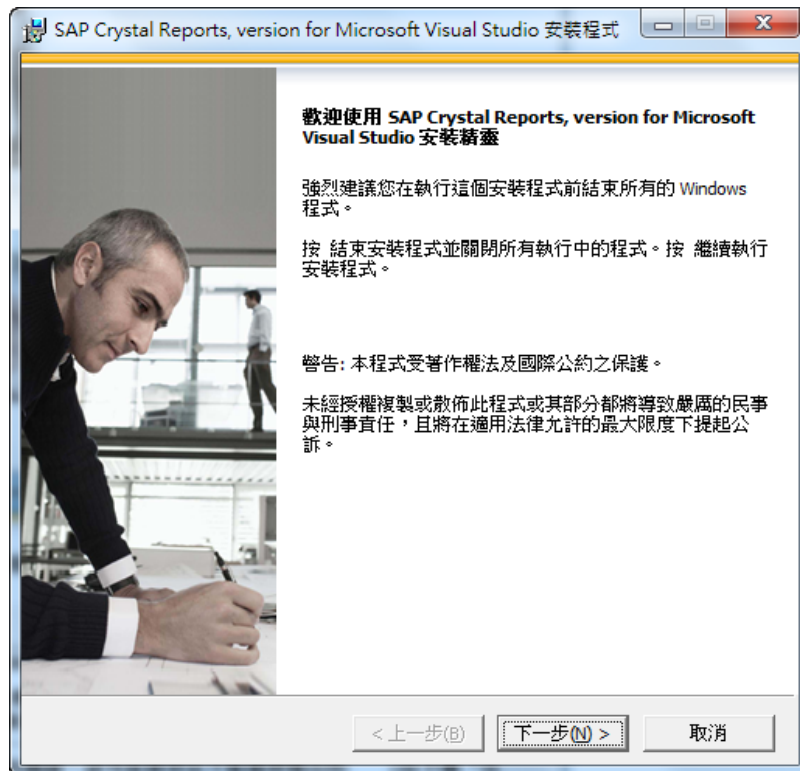 SAP Crystal Reports, version for Microsoft Visual Studio 安裝程式
歡迎使用 SAP Crystal Reports, version for Microsoft
Visual Studio 安裝精靈
強烈建議您在執行這個安裝程式前結束所有的 Windows
程式。
按 結束安裝程式並關閉所有執行中的程式。按 繼續執行
安裝程式。
警告: 本程式受著作權法及國際公約之保護。
未經授權複製或散佈此程式或其部分都將導致嚴厲的民事
與刑事責任，且將在適用法律允許的最大限度下提起公
訴。
< 上一步(B)
下一步(N) >
取消